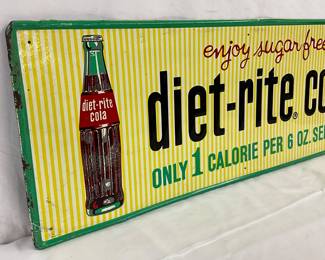 enjoy sugar free
diet-rite® co
ONLY 1 CALORIE PER 6 OZ. SE
diet-rite
cola